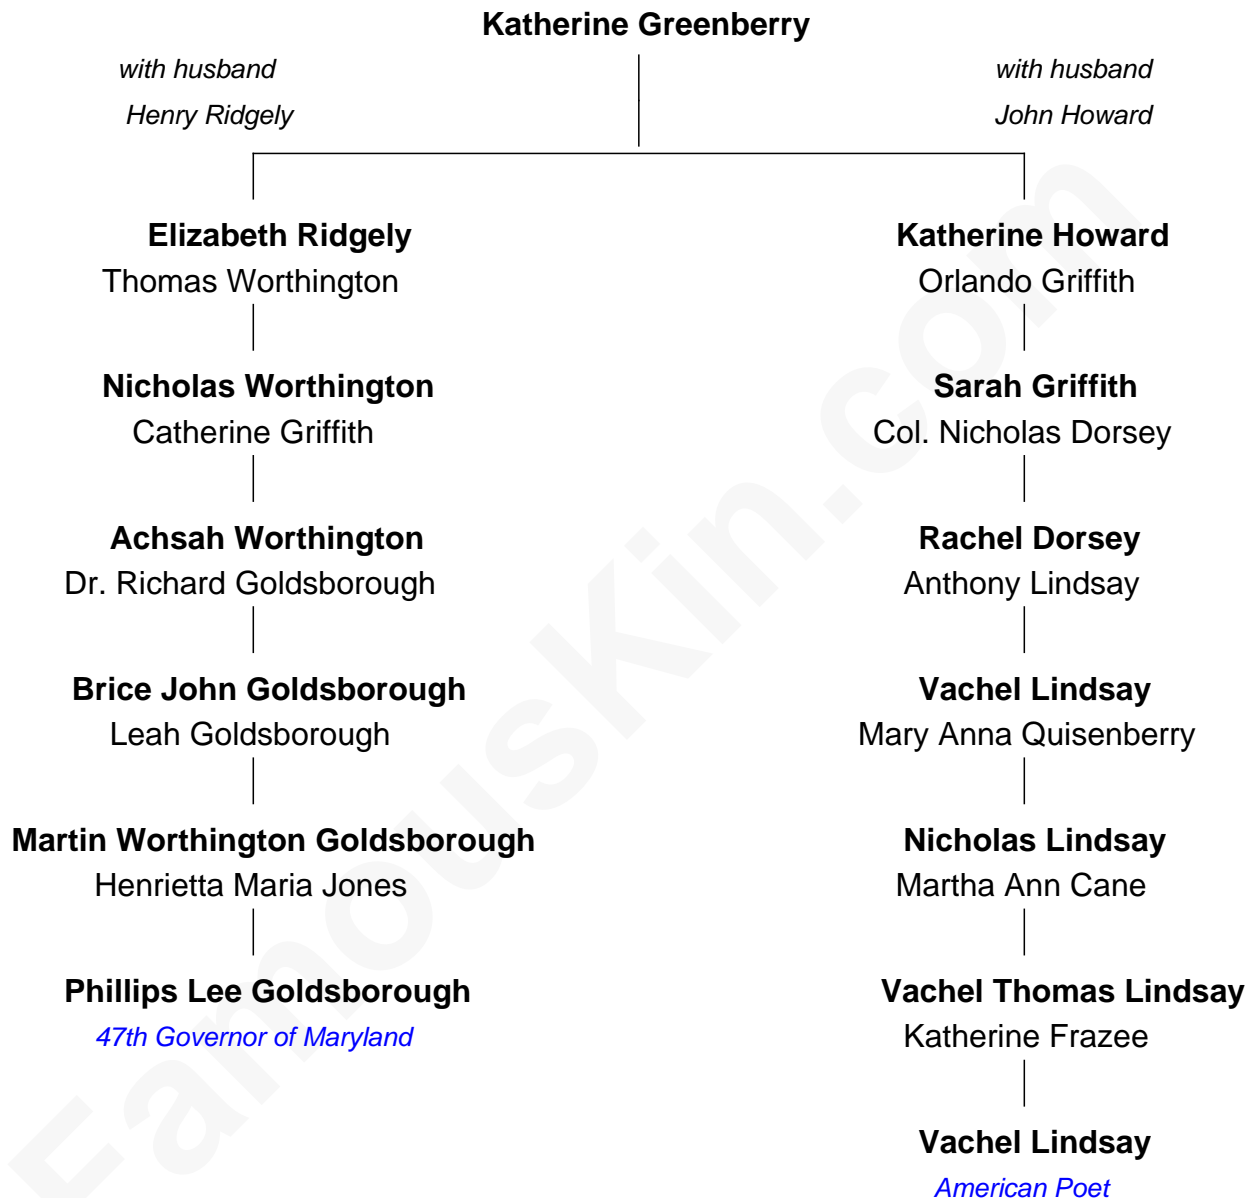 Katherine Greenberry
with husband
Henry Ridgely
with husband
John Howard
Elizabeth Ridgely
Thomas Worthington
Katherine Howard
Orlando Griffith
Nicholas Worthington
Catherine Griffith
Sarah Griffith
Col. Nicholas Dorsey
Achsah Worthington
Dr. Richard Goldsborough
Rachel Dorsey
Anthony Lindsay
Brice John Goldsborough
Leah Goldsborough
Vachel Lindsay
Mary Anna Quisenberry
Martin Worthington Goldsborough
Henrietta Maria Jones
Nicholas Lindsay
Martha Ann Cane
Phillips Lee Goldsborough
47th Governor of Maryland
Vachel Thomas Lindsay
Katherine Frazee
Vachel Lindsay
American Poet
FamousKin.com